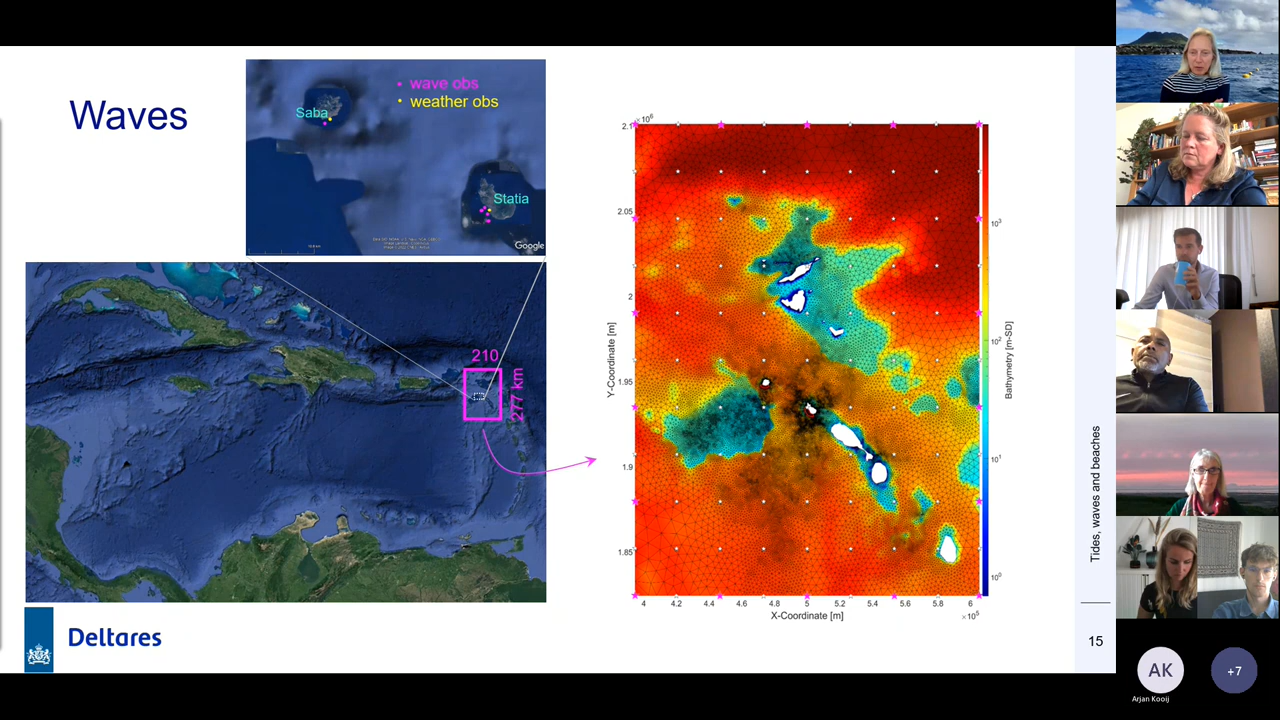 Waves
• wave obs
• weather obs
Saba
Statia
Google
210
277 km
2.1
×10⁶
2.05
2
1.95
1.9
1.85
Y-Coordinate [m]
4
4.2
4.4
4.6
4.8
5
5.2
5.4
5.6
5.8
6
×10⁵
X-Coordinate [m]
10³
10²
10¹
10⁰
Bathymetry [m-SD]
Tides, waves and beaches
15
Deltares
AK
Arjan Kooij
+7